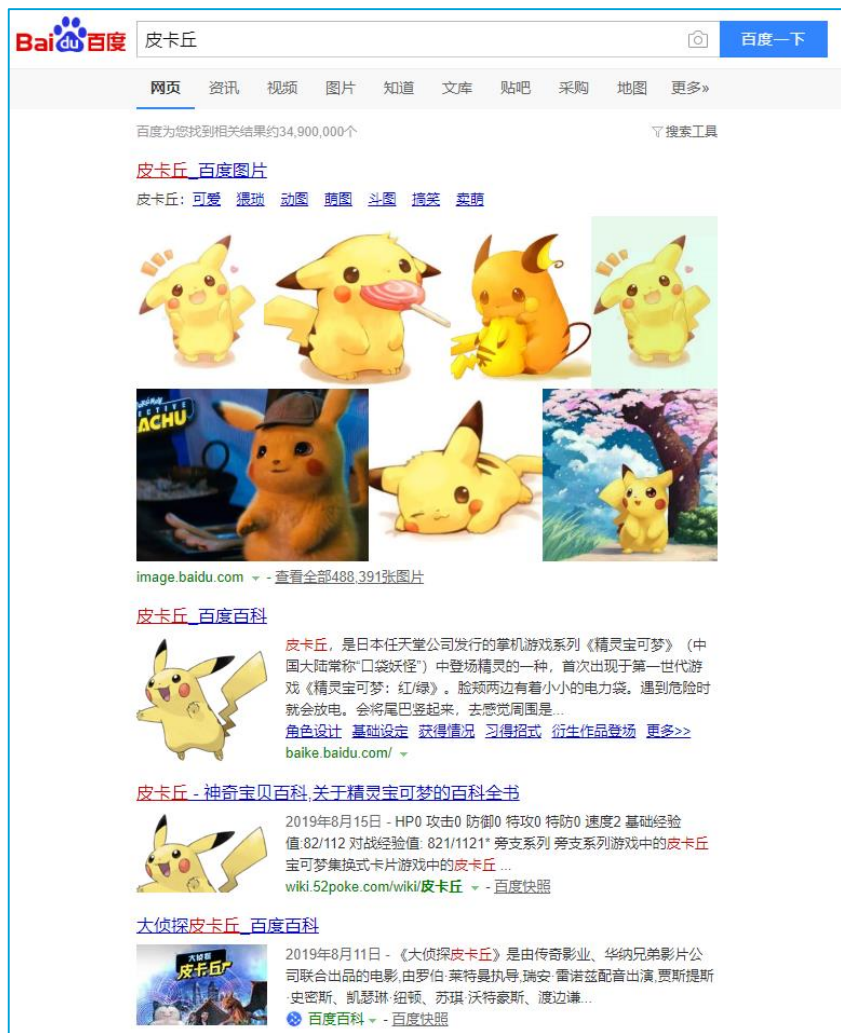 Bai du 百度
皮卡丘
百度一下
网页 资讯 视频 图片 知道 文库 贴吧 采购 地图 更多»
百度为您找到相关结果约34,900,000个
搜索工具
皮卡丘_百度图片
皮卡丘: 可爱 猥琐 动图 萌图 斗图 搞笑 卖萌
image.baidu.com - 查看全部488,391张图片
皮卡丘_百度百科
皮卡丘，是日本任天堂公司发行的掌机游戏系列《精灵宝可梦》（中
国大陆常称“口袋妖怪”）中登场精灵的一种，首次出现于第一世代游
戏《精灵宝可梦：红/绿》。脸颊两边有着小小的电力袋。遇到危险时
就会放电。会将尾巴竖起来，去感觉周围是...
角色设计 基础设定 获得情况 习得招式 衍生作品登场 更多>>
baike.baidu.com/
皮卡丘 - 神奇宝贝百科,关于精灵宝可梦的百科全书
2019年8月15日 - HP0 攻击0 防御0 特攻0 特防0 速度2 基础经验
值:82/112 对战经验值: 821/1121* 旁支系列 旁支系列游戏中的皮卡丘
宝可梦集换式卡片游戏中的皮卡丘 ...
wiki.52poke.com/wiki/皮卡丘 - 百度快照
大侦探皮卡丘_百度百科
大侦探
皮卡丘
2019年8月11日 - 《大侦探皮卡丘》是由传奇影业、华纳兄弟影片公
司联合出品的电影,由罗伯·莱特曼执导,瑞安·雷诺兹配音出演,贾斯提斯
·史密斯、凯瑟琳·纽顿、苏琪·沃特豪斯、渡边谦...
百度百科 - 百度快照